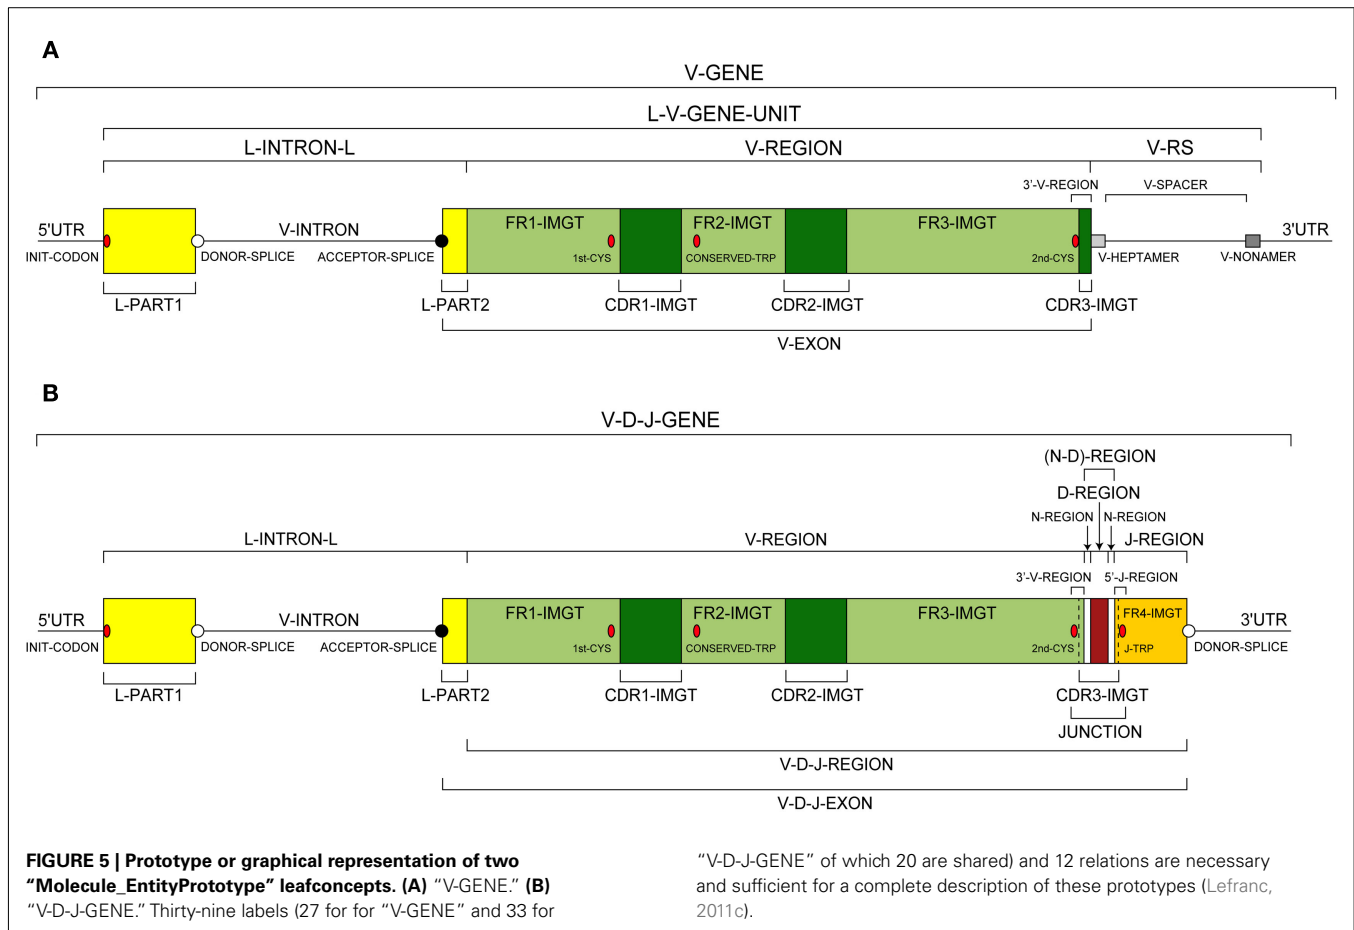 A
V-GENE
L-V-GENE-UNIT
L-INTRON-L V-REGION V-RS
3'-V-REGION V-SPACER
5'UTR V-INTRON FR1-IMGT FR2-IMGT FR3-IMGT 3'UTR
INIT-CODON DONOR-SPLICE ACCEPTOR-SPLICE 1st-CYS CONSERVED-TRP 2nd-CYS V-HEPTAMER V-NONAMER
L-PART1 L-PART2 CDR1-IMGT CDR2-IMGT CDR3-IMGT
V-EXON
B
V-D-J-GENE
(N-D)-REGION
D-REGION
N-REGION N-REGION
L-INTRON-L V-REGION J-REGION
3'-V-REGION 5'-J-REGION
5'UTR V-INTRON FR1-IMGT FR2-IMGT FR3-IMGT FR4-IMGT 3'UTR
INIT-CODON DONOR-SPLICE ACCEPTOR-SPLICE 1st-CYS CONSERVED-TRP 2nd-CYS J-TRP DONOR-SPLICE
L-PART1 L-PART2 CDR1-IMGT CDR2-IMGT CDR3-IMGT
JUNCTION
V-D-J-REGION
V-D-J-EXON
FIGURE 5 | Prototype or graphical representation of two
“Molecule_EntityPrototype” leafconcepts. (A) “V-GENE.” (B)
“V-D-J-GENE.” Thirty-nine labels (27 for for “V-GENE” and 33 for
“V-D-J-GENE” of which 20 are shared) and 12 relations are necessary
and sufficient for a complete description of these prototypes (Lefranc,
2011c).